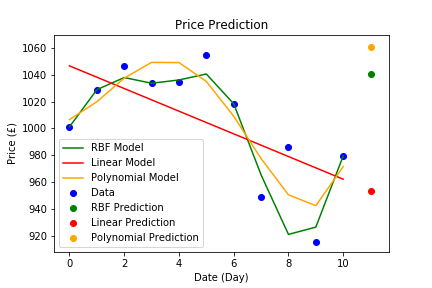 Price Prediction
1060
1040
1020
1000
980
960
940
920
Price (£)
RBF Model
Linear Model
Polynomial Model
Data
RBF Prediction
Linear Prediction
Polynomial Prediction
0 2 4 6 8 10
Date (Day)